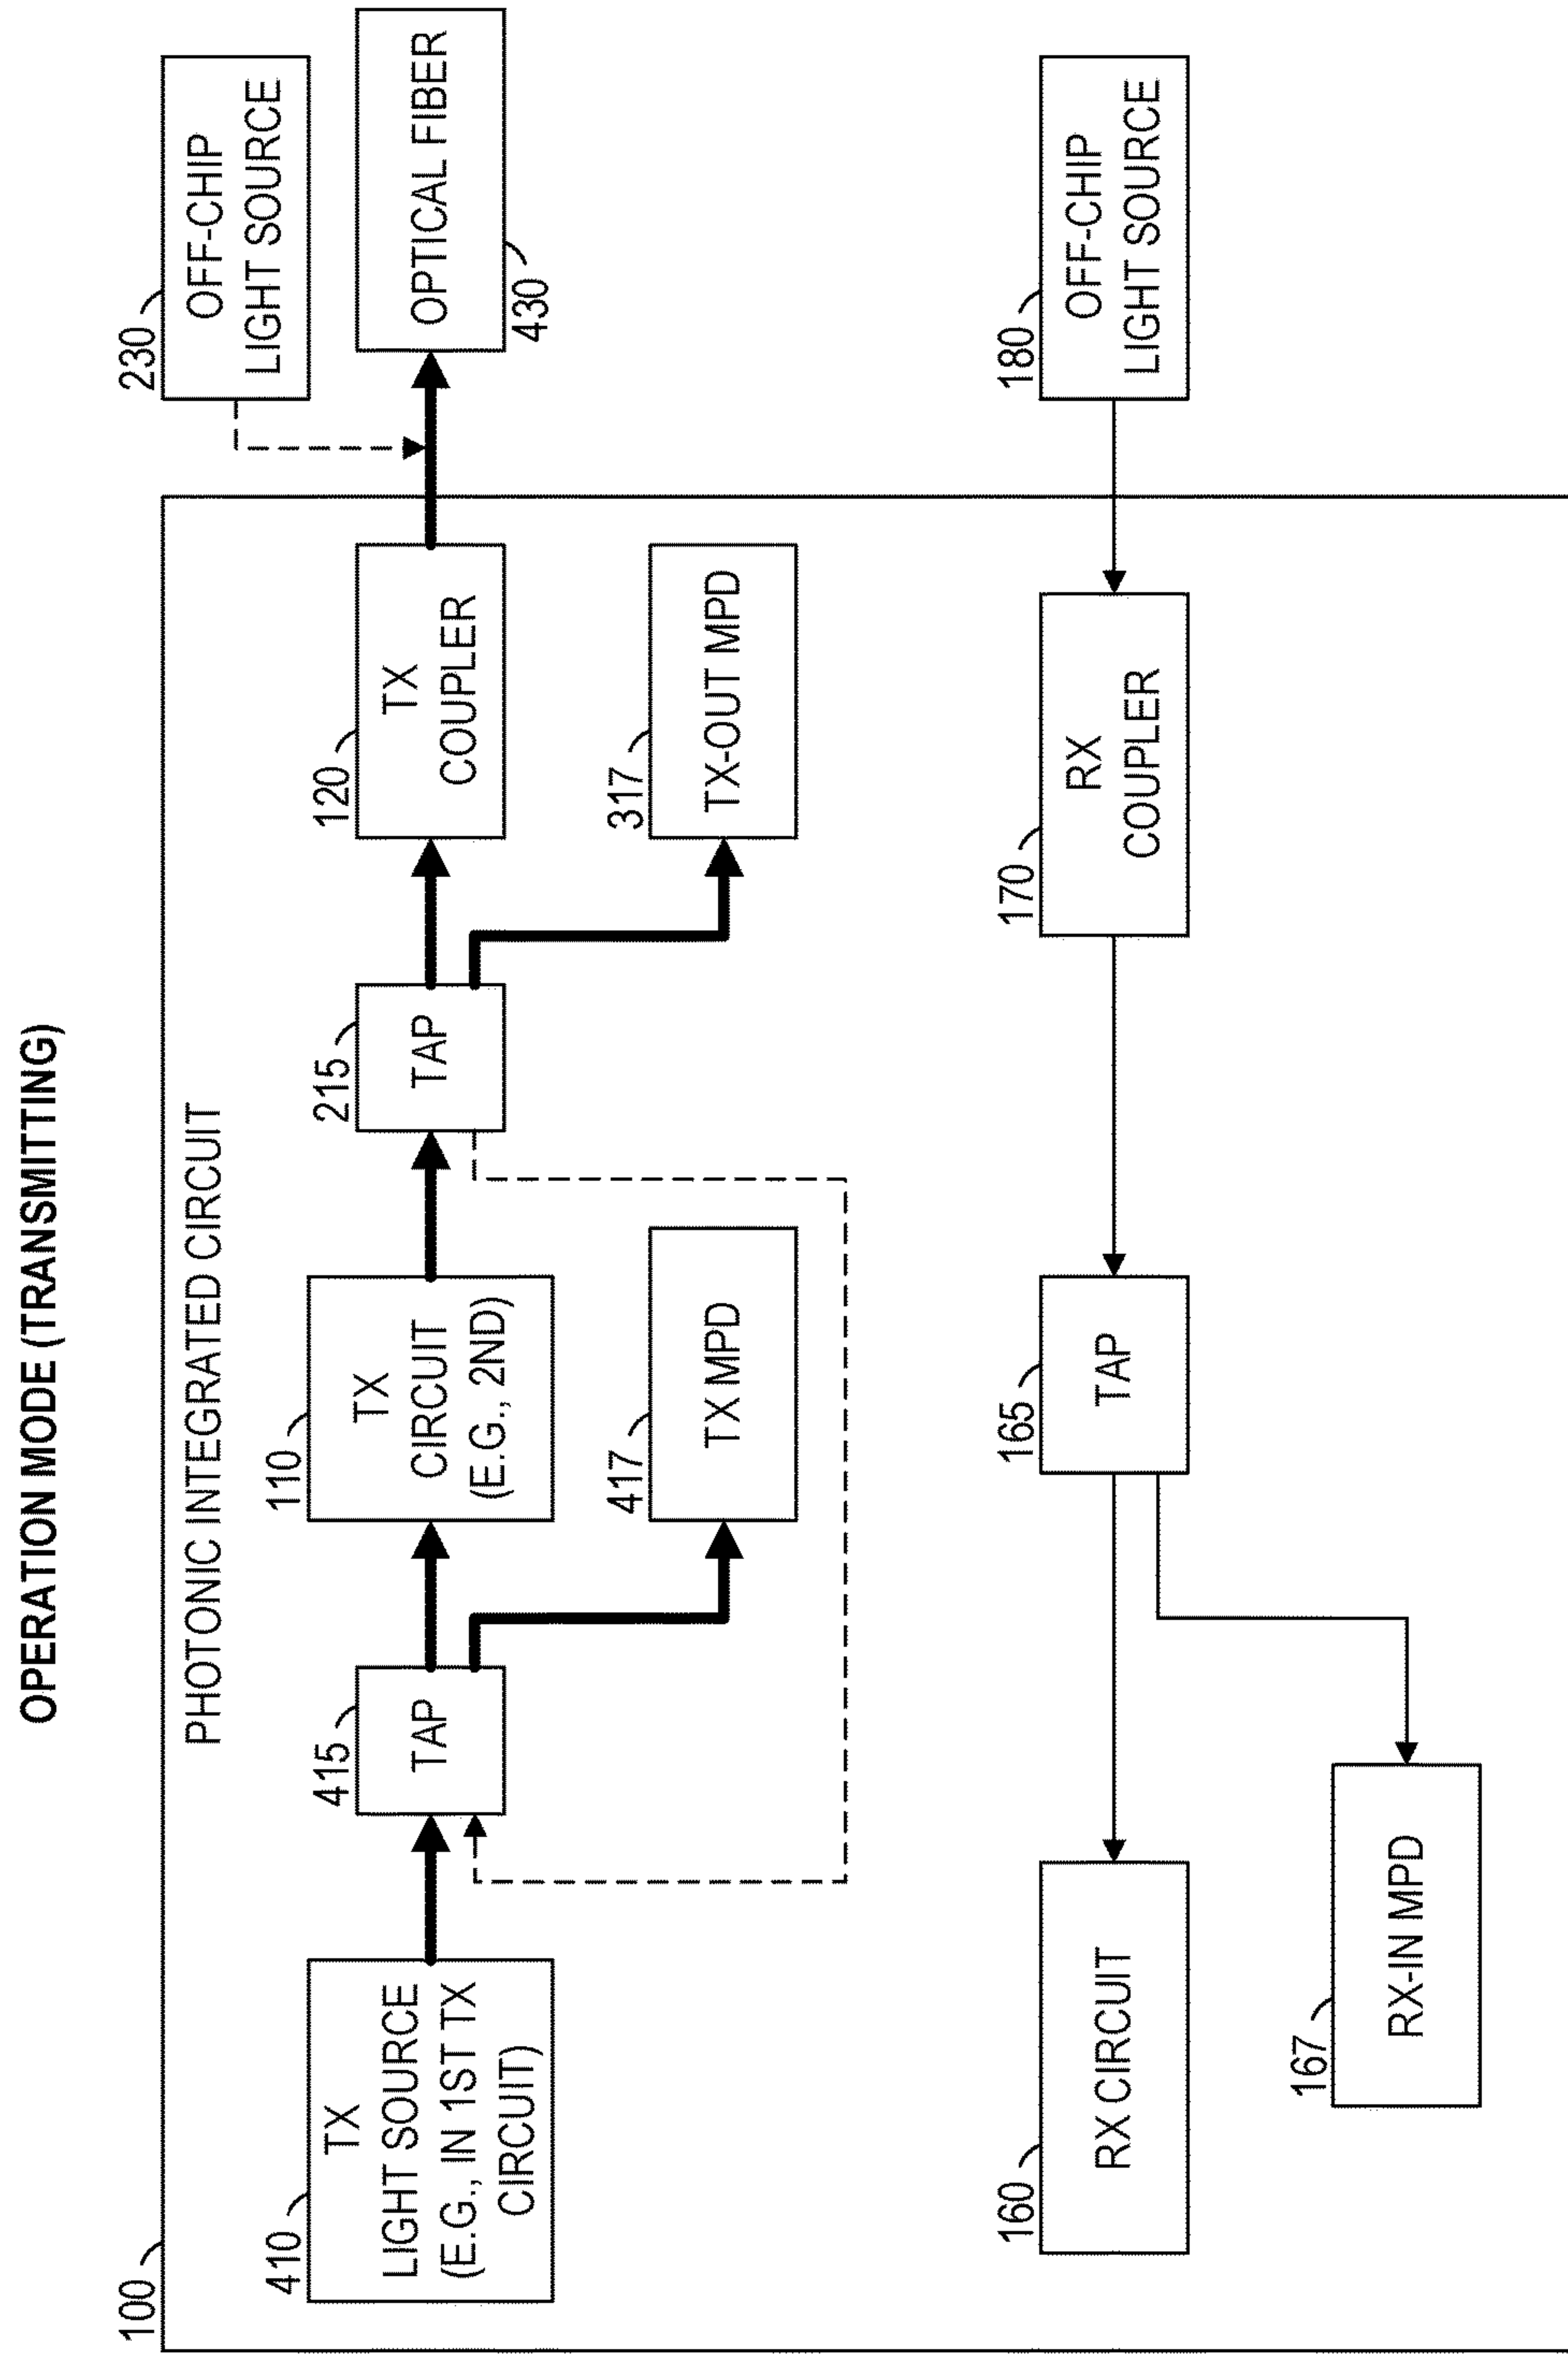 OPERATION MODE (TRANSMITTING)
100
PHOTONIC INTEGRATED CIRCUIT
410
TX
LIGHT SOURCE
(E.G., IN 1ST TX
CIRCUIT)
415
TAP
110
TX
CIRCUIT
(E.G., 2ND)
417
TX MPD
215
TAP
120
TX
COUPLER
317
TX-OUT MPD
230
OFF-CHIP
LIGHT SOURCE
OPTICAL FIBER
430
160
RX CIRCUIT
167
RX-IN MPD
165
TAP
170
RX
COUPLER
180
OFF-CHIP
LIGHT SOURCE